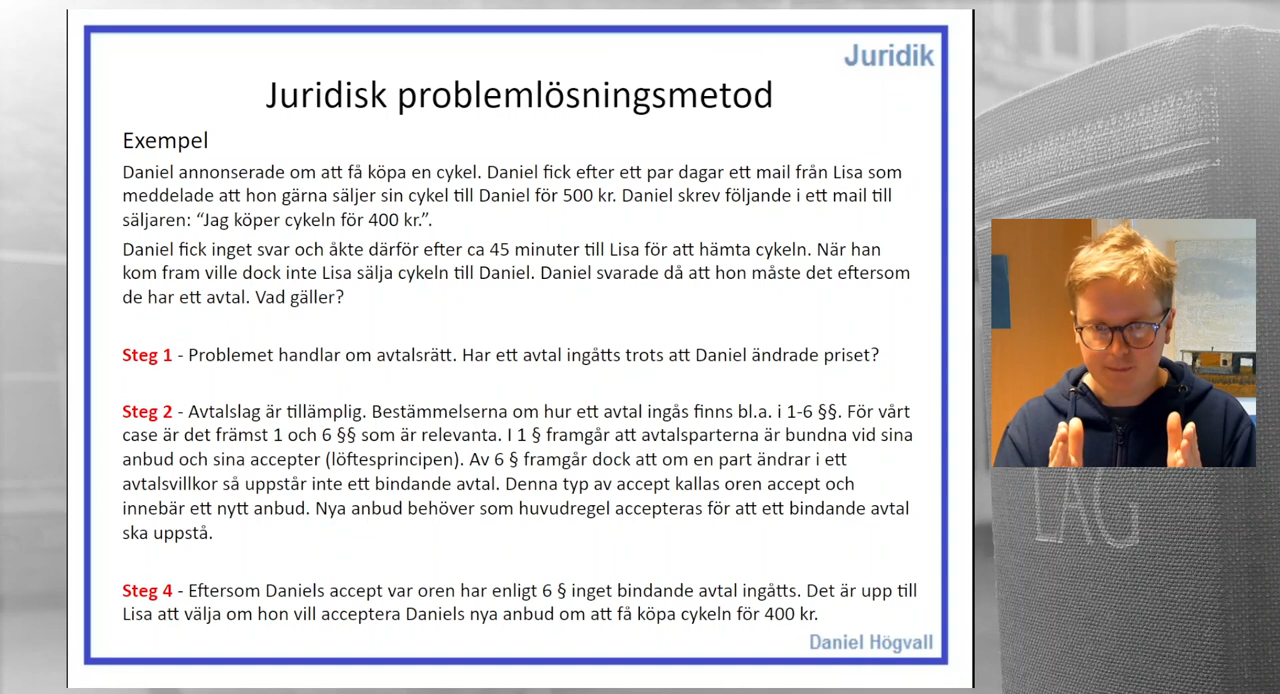 Juridik
Juridisk problemlösningsmetod
Exempel
Daniel annonserade om att få köpa en cykel. Daniel fick efter ett par dagar ett mail från Lisa som
meddelade att hon gärna säljer sin cykel till Daniel för 500 kr. Daniel skrev följande i ett mail till
säljaren: “Jag köper cykeln för 400 kr.”.
Daniel fick inget svar och åkte därför efter ca 45 minuter till Lisa för att hämta cykeln. När han
kom fram ville dock inte Lisa sälja cykeln till Daniel. Daniel svarade då att hon måste det eftersom
de har ett avtal. Vad gäller?
Steg 1 - Problemet handlar om avtalsrätt. Har ett avtal ingåtts trots att Daniel ändrade priset?
Steg 2 - Avtalslag är tillämplig. Bestämmelserna om hur ett avtal ingås finns bl.a. i 1-6 §§. För vårt
case är det främst 1 och 6 §§ som är relevanta. I 1 § framgår att avtalsparterna är bundna vid sina
anbud och sina accepter (löftesprincipen). Av 6 § framgår dock att om en part ändrar i ett
avtalsvillkor så uppstår inte ett bindande avtal. Denna typ av accept kallas oren accept och
innebär ett nytt anbud. Nya anbud behöver som huvudregel accepteras för att ett bindande avtal
ska uppstå.
Steg 4 - Eftersom Daniels accept var oren har enligt 6 § inget bindande avtal ingåtts. Det är upp till
Lisa att välja om hon vill acceptera Daniels nya anbud om att få köpa cykeln för 400 kr.
Daniel Högvall
LAG